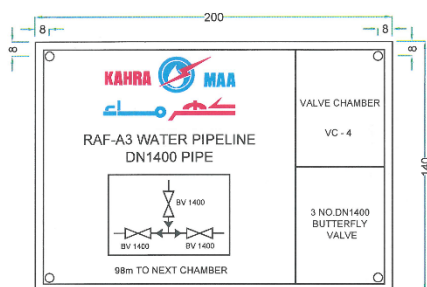 200
8
8
8
8
KAHRA MAA
كهرماء
RAF-A3 WATER PIPELINE
DN1400 PIPE
BV 1400
BV 1400
BV 1400
98m TO NEXT CHAMBER
VALVE CHAMBER
VC - 4
3 NO.DN1400
BUTTERFLY
VALVE
140